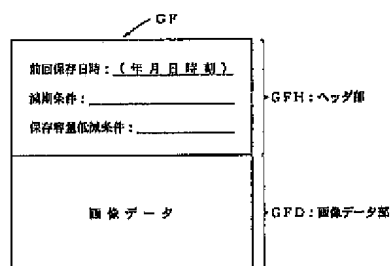 GF
前回保存日時：（年月日時刻）
減期条件：
保存容量低減条件：
GFH：ヘッダ部
画像データ
GFD：画像データ部